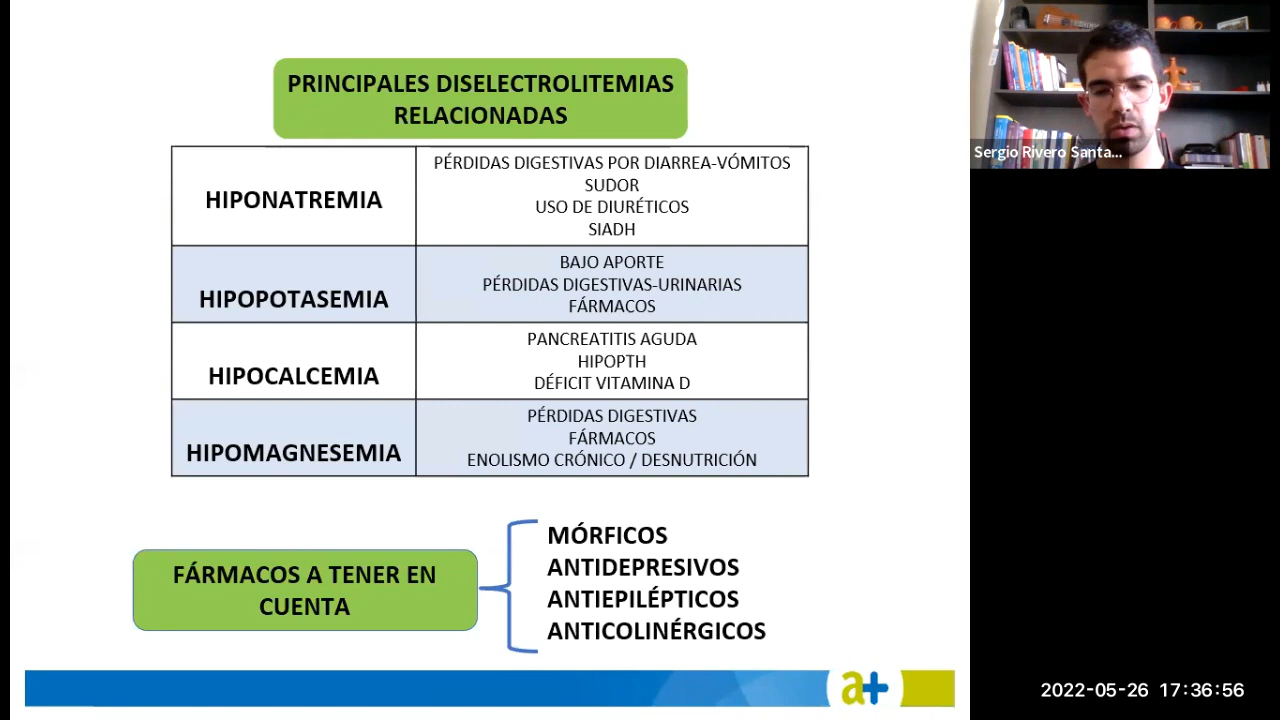 PRINCIPALES DISELECTROLITEMIAS
RELACIONADAS
HIPONATREMIA
PÉRDIDAS DIGESTIVAS POR DIARREA-VÓMITOS
SUDOR
USO DE DIURÉTICOS
SIADH
HIPOPOTASEMIA
BAJO APORTE
PÉRDIDAS DIGESTIVAS-URINARIAS
FÁRMACOS
HIPOCALCEMIA
PANCREATITIS AGUDA
HIPOPTH
DÉFICIT VITAMINA D
HIPOMAGNESEMIA
PÉRDIDAS DIGESTIVAS
FÁRMACOS
ENOLISMO CRÓNICO / DESNUTRICIÓN
FÁRMACOS A TENER EN
CUENTA
MÓRFICOS
ANTIDEPRESIVOS
ANTIEPILÉPTICOS
ANTICOLINÉRGICOS
a+
Sergio Rivero Santa...
2022-05-26 17:36:56